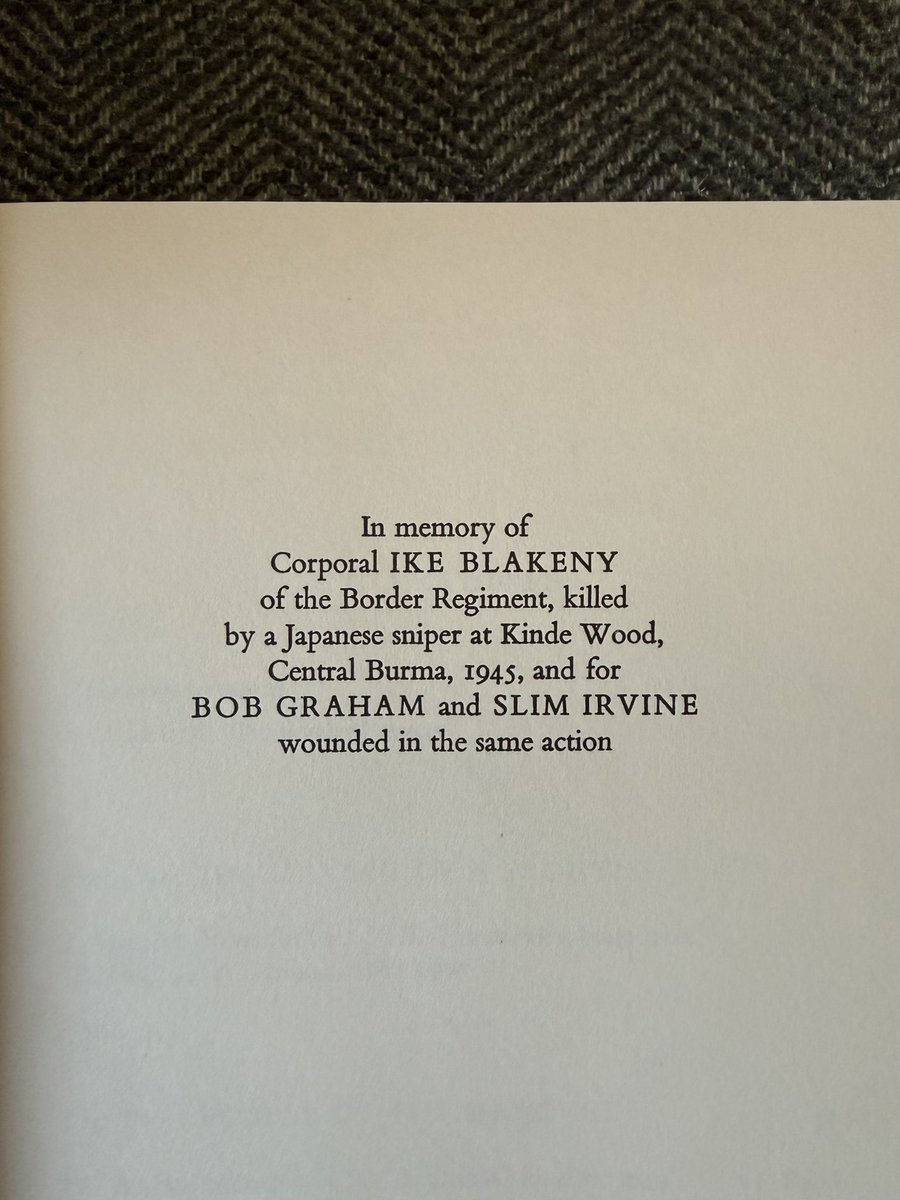 In memory of
Corporal IKE BLAKENY
of the Border Regiment, killed
by a Japanese sniper at Kinde Wood,
Central Burma, 1945, and for
BOB GRAHAM and SLIM IRVINE
wounded in the same action